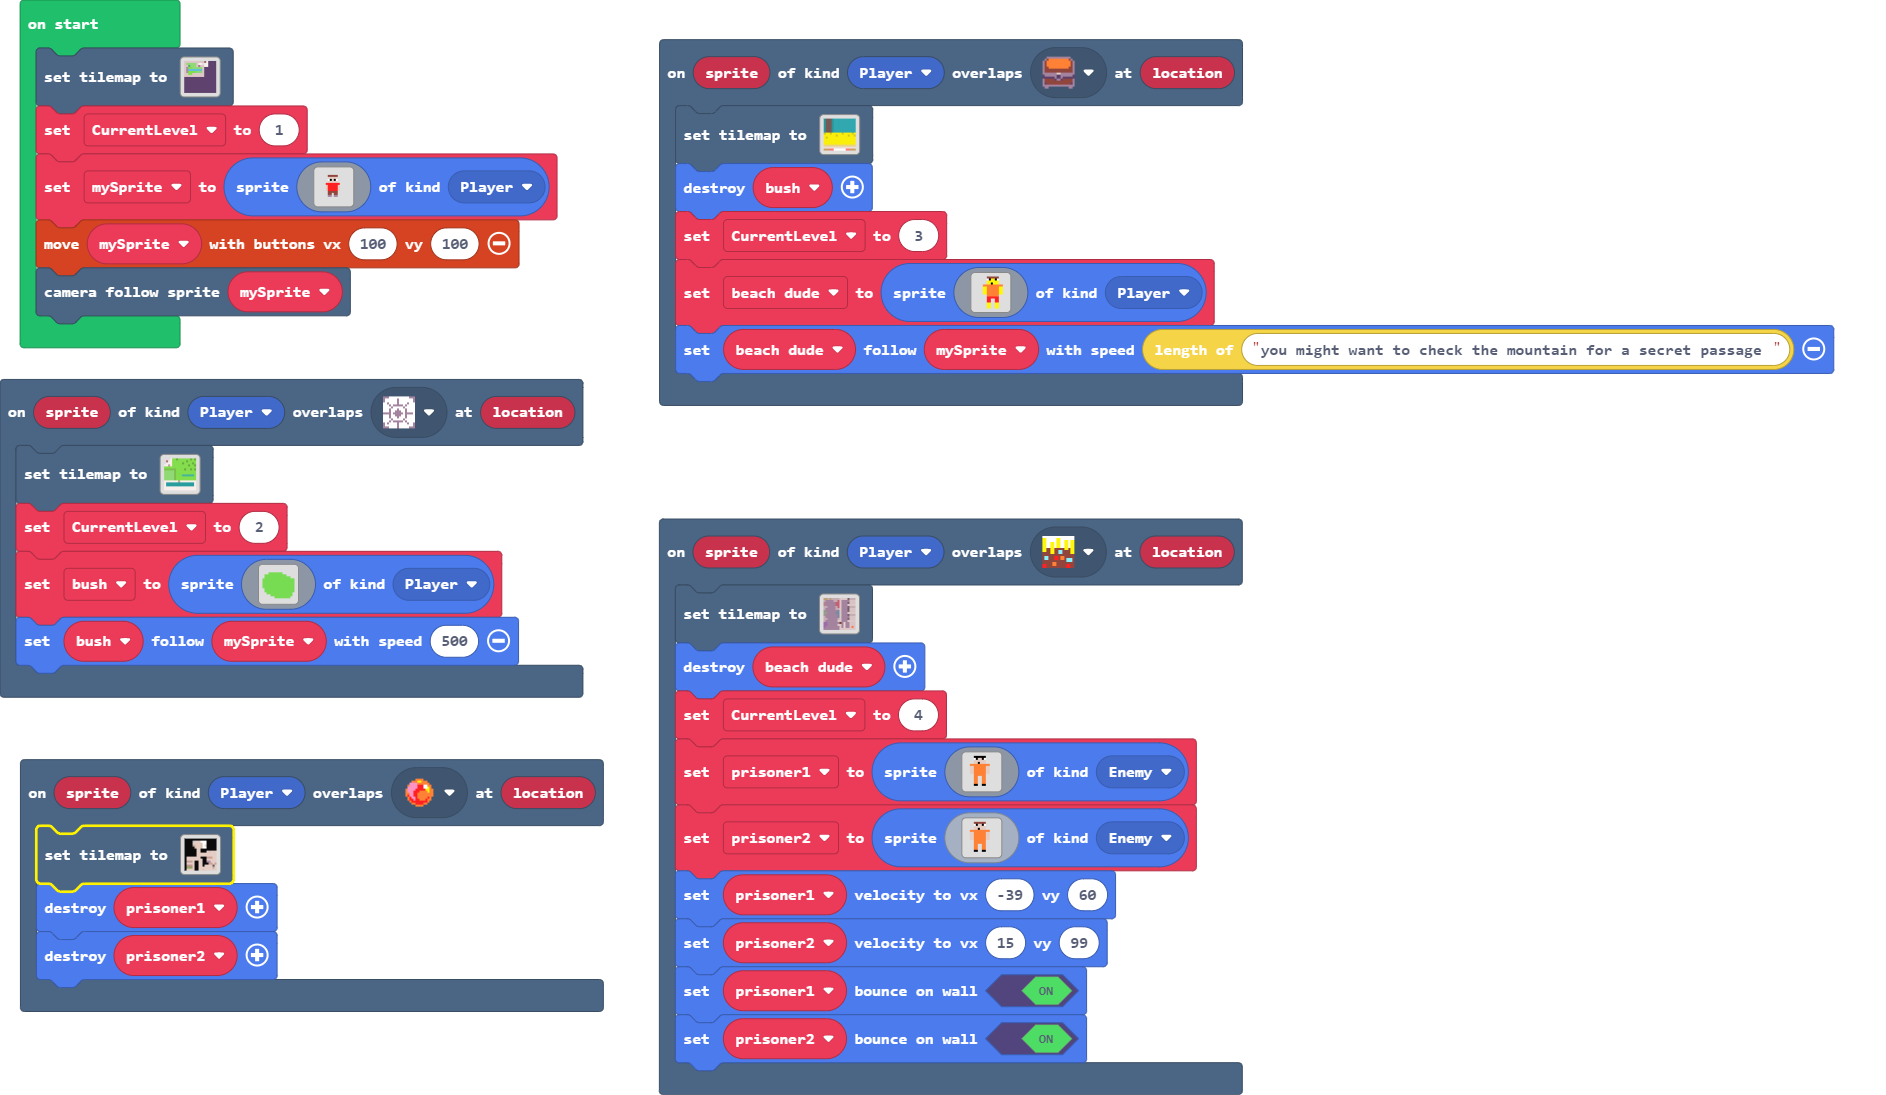 on start
set tilemap to
set CurrentLevel to 1
set mySprite to sprite of kind Player
move mySprite with buttons vx 100 vy 100
camera follow sprite mySprite
on sprite of kind Player overlaps at location
set tilemap to
set CurrentLevel to 2
set bush to sprite of kind Player
set bush follow mySprite with speed 500
on sprite of kind Player overlaps at location
set tilemap to
destroy prisoner1
destroy prisoner2
on sprite of kind Player overlaps at location
set tilemap to
destroy bush
set CurrentLevel to 3
set beach dude to sprite of kind Player
set beach dude follow mySprite with speed length of "you might want to check the mountain for a secret passage "
on sprite of kind Player overlaps at location
set tilemap to
destroy beach dude
set CurrentLevel to 4
set prisoner1 to sprite of kind Enemy
set prisoner2 to sprite of kind Enemy
set prisoner1 velocity to vx -39 vy 60
set prisoner2 velocity to vx 15 vy 99
set prisoner1 bounce on wall ON
set prisoner2 bounce on wall ON